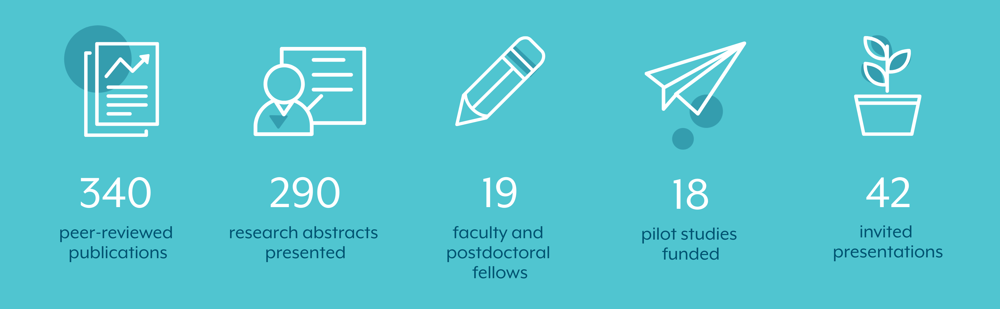 340
peer-reviewed
publications
290
research abstracts
presented
19
faculty and
postdoctoral
fellows
18
pilot studies
funded
42
invited
presentations